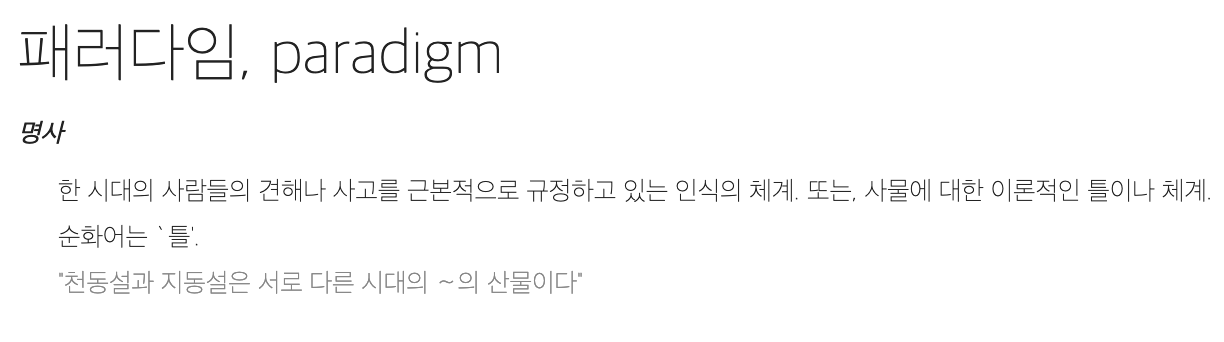 패러다임, paradigm
명사
한 시대의 사람들의 견해나 사고를 근본적으로 규정하고 있는 인식의 체계. 또는, 사물에 대한 이론적인 틀이나 체계.
순화어는 `틀'.
"천동설과 지동설은 서로 다른 시대의 ~의 산물이다"